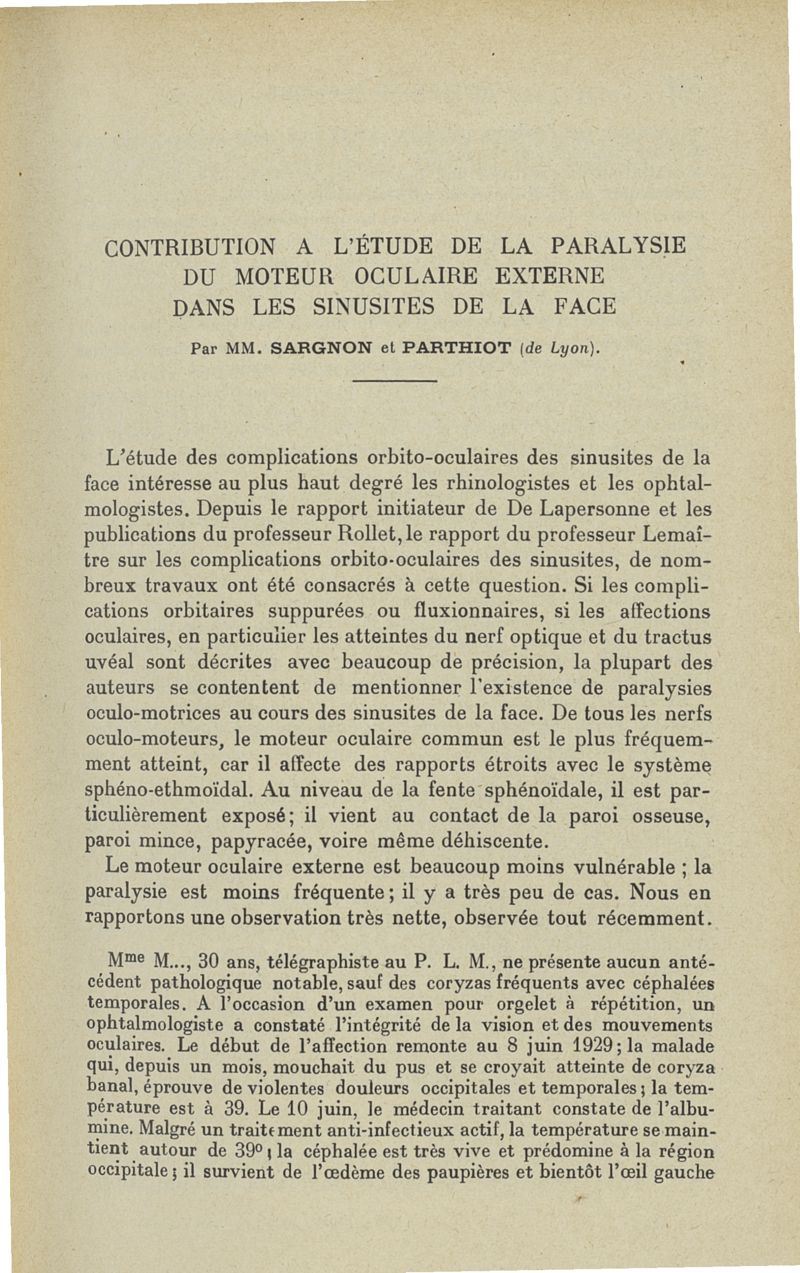 CONTRIBUTION A L'ÉTUDE DE LA PARALYSIE
DU MOTEUR OCULAIRE EXTERNE
DANS LES SINUSITES DE LA FACE
Par MM. SARGNON et PARTHIOT (de Lyon).
L'étude des complications orbito-oculaires des sinusites de la
face intéresse au plus haut degré les rhinologistes et les ophtal-
mologistes. Depuis le rapport initiateur de De Lapersonne et les
publications du professeur Rollet, le rapport du professeur Lemaî-
tre sur les complications orbito-oculaires des sinusites, de nom-
breux travaux ont été consacrés à cette question. Si les compli-
cations orbitaires suppurées ou fluxionnaires, si les affections
oculaires, en particulier les atteintes du nerf optique et du tractus
uvéal sont décrites avec beaucoup de précision, la plupart des
auteurs se contentent de mentionner l'existence de paralysies
oculo-motrices au cours des sinusites de la face. De tous les nerfs
oculo-moteurs, le moteur oculaire commun est le plus fréquem-
ment atteint, car il affecte des rapports étroits avec le système
sphéno-ethmoïdal. Au niveau de la fente sphénoïdale, il est par-
ticulièrement exposé; il vient au contact de la paroi osseuse,
paroi mince, papyracée, voire même déhiscente.
Le moteur oculaire externe est beaucoup moins vulnérable ; la
paralysie est moins fréquente; il y a très peu de cas. Nous en
rapportons une observation très nette, observée tout récemment.
Mme M..., 30 ans, télégraphiste au P. L. M., ne présente aucun anté-
cédent pathologique notable, sauf des coryzas fréquents avec céphalées
temporales. A l'occasion d'un examen pour orgelet à répétition, un
ophtalmologiste a constaté l'intégrité de la vision et des mouvements
oculaires. Le début de l'affection remonte au 8 juin 1929; la malade
qui, depuis un mois, mouchait du pus et se croyait atteinte de coryza
banal, éprouve de violentes douleurs occipitales et temporales; la tem-
pérature est à 39. Le 10 juin, le médecin traitant constate de l'albu-
mine. Malgré un traitement anti-infectieux actif, la température se main-
tient autour de 39°; la céphalée est très vive et prédomine à la région
occipitale; il survient de l'œdème des paupières et bientôt l'œil gauche